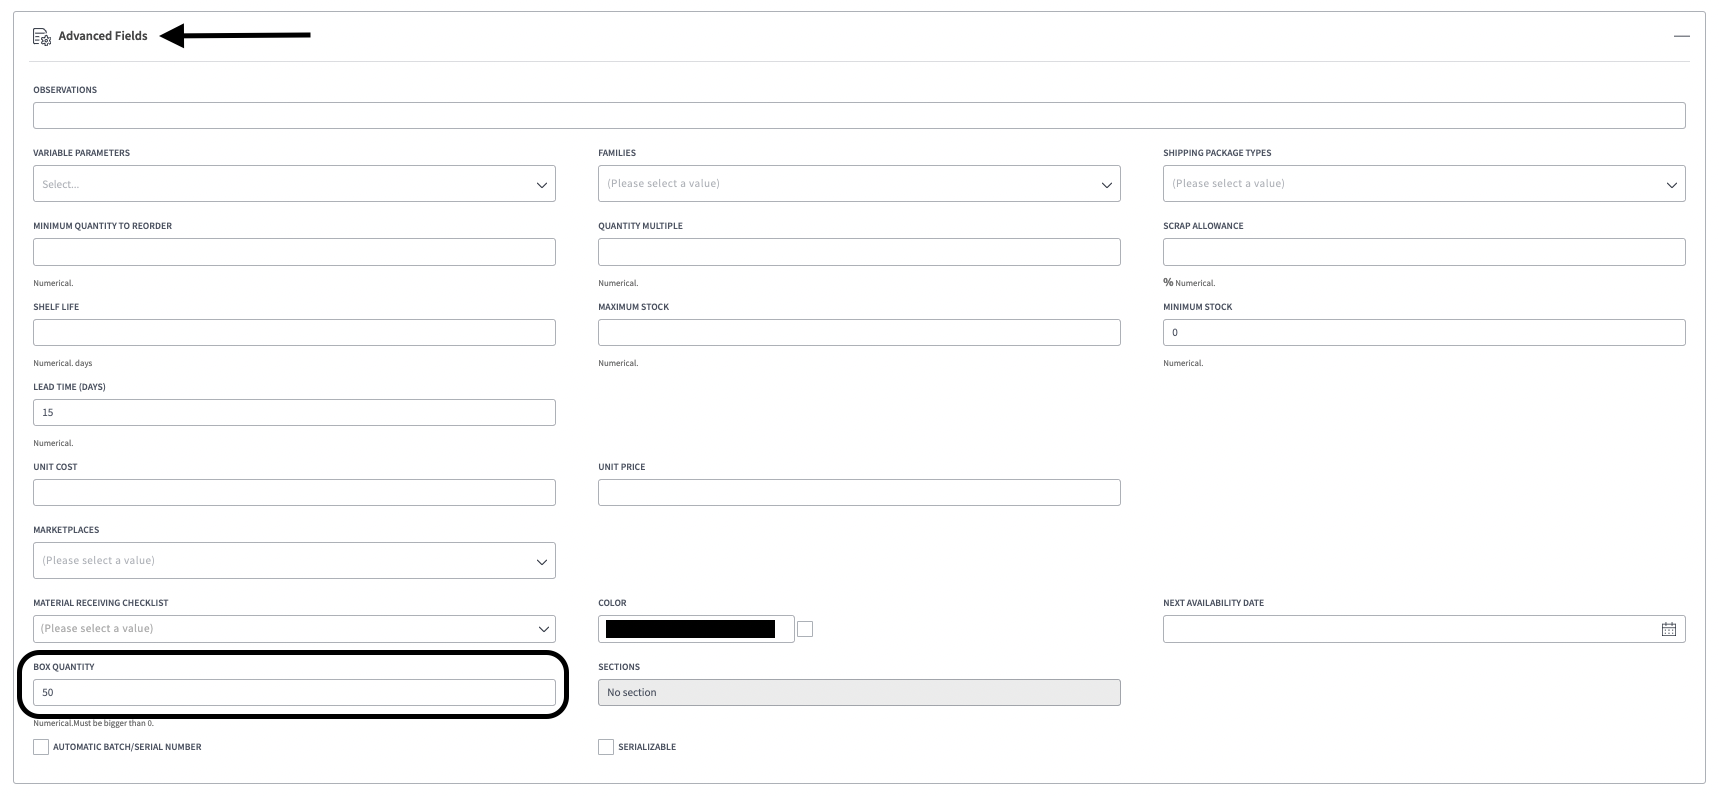 Advanced Fields
OBSERVATIONS
VARIABLE PARAMETERS FAMILIES SHIPPING PACKAGE TYPES
Select... (Please select a value) (Please select a value)
MINIMUM QUANTITY TO REORDER QUANTITY MULTIPLE SCRAP ALLOWANCE
Numerical. Numerical. % Numerical.
SHELF LIFE MAXIMUM STOCK MINIMUM STOCK
0
Numerical. days Numerical. Numerical.
LEAD TIME (DAYS)
15
Numerical.
UNIT COST UNIT PRICE
MARKETPLACES
(Please select a value)
MATERIAL RECEIVING CHECKLIST COLOR NEXT AVAILABILITY DATE
(Please select a value)
BOX QUANTITY SECTIONS
50 No section
Numerical.Must be bigger than 0.
AUTOMATIC BATCH/SERIAL NUMBER SERIALIZABLE